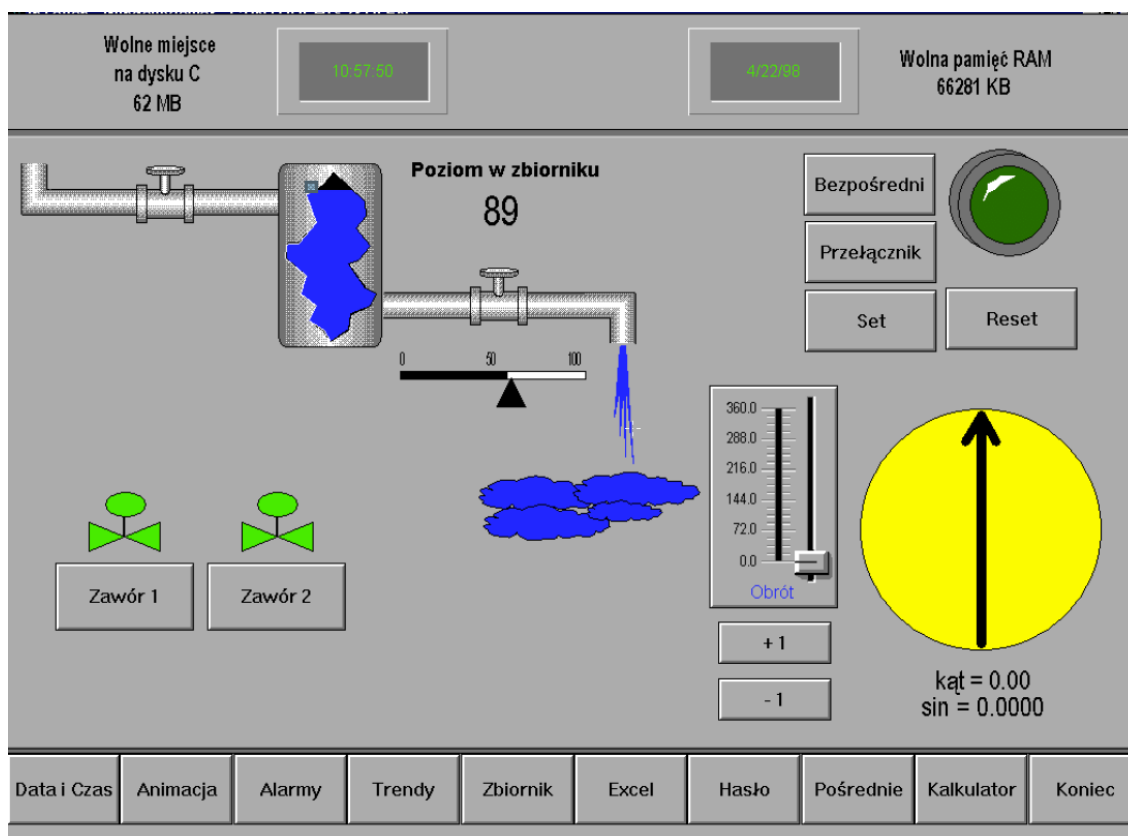 Wolne miejsce
na dysku C
62 MB
10:57:50
4/22/98
Wolna pamięć RAM
66281 KB
Poziom w zbiorniku
89
Bezpośredni
Przełącznik
Set
Reset
0 50 100
360.0
288.0
216.0
144.0
72.0
0.0
Obrót
Zawór 1
Zawór 2
+ 1
- 1
kąt = 0.00
sin = 0.0000
Data i Czas Animacja Alarmy Trendy Zbiornik Excel Hasło Pośrednie Kalkulator Koniec